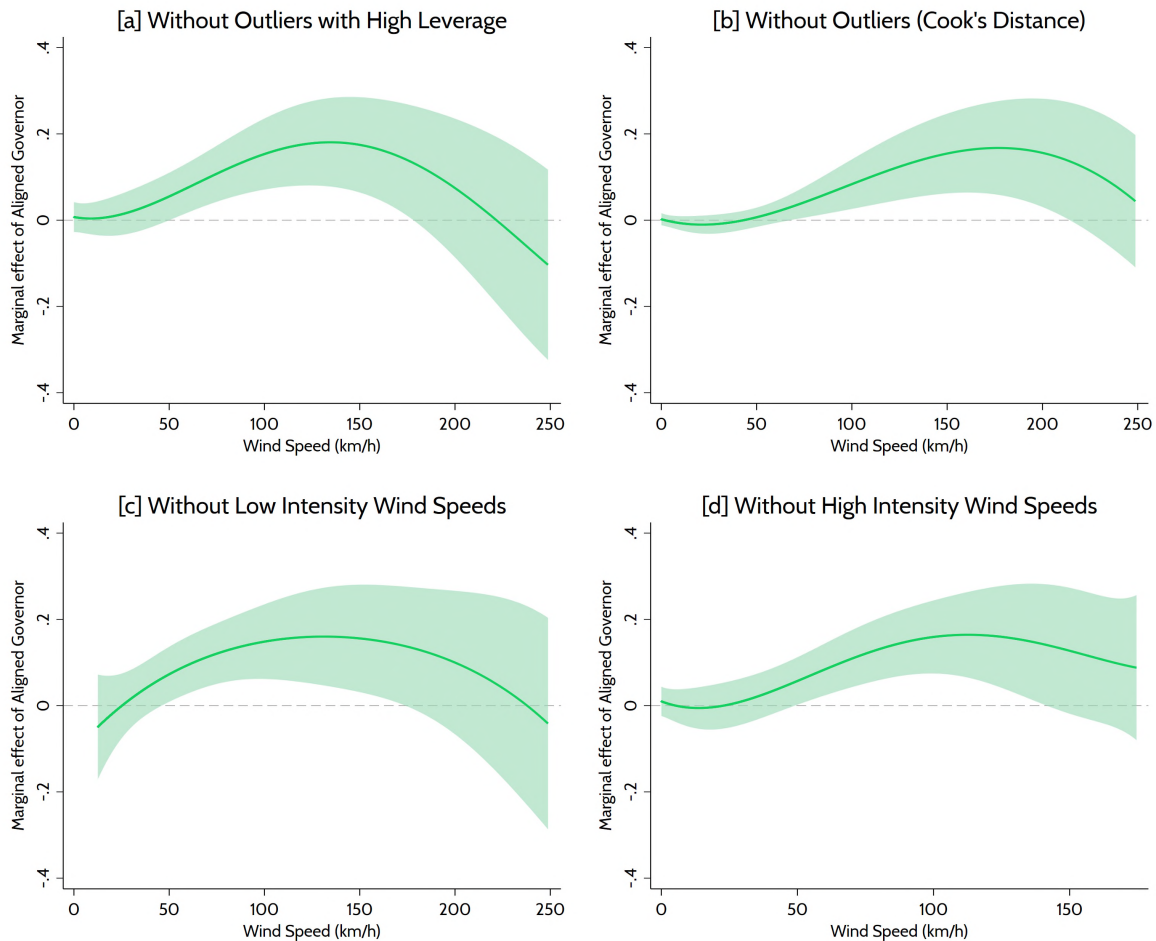 [a] Without Outliers with High Leverage
Marginal effect of Aligned Governor
.4
.2
0
-.2
-.4
0 50 100 150 200 250
Wind Speed (km/h)
[b] Without Outliers (Cook's Distance)
Marginal effect of Aligned Governor
.4
.2
0
-.2
-.4
0 50 100 150 200 250
Wind Speed (km/h)
[c] Without Low Intensity Wind Speeds
Marginal effect of Aligned Governor
.4
.2
0
-.2
-.4
0 50 100 150 200 250
Wind Speed (km/h)
[d] Without High Intensity Wind Speeds
Marginal effect of Aligned Governor
.4
.2
0
-.2
-.4
0 50 100 150
Wind Speed (km/h)